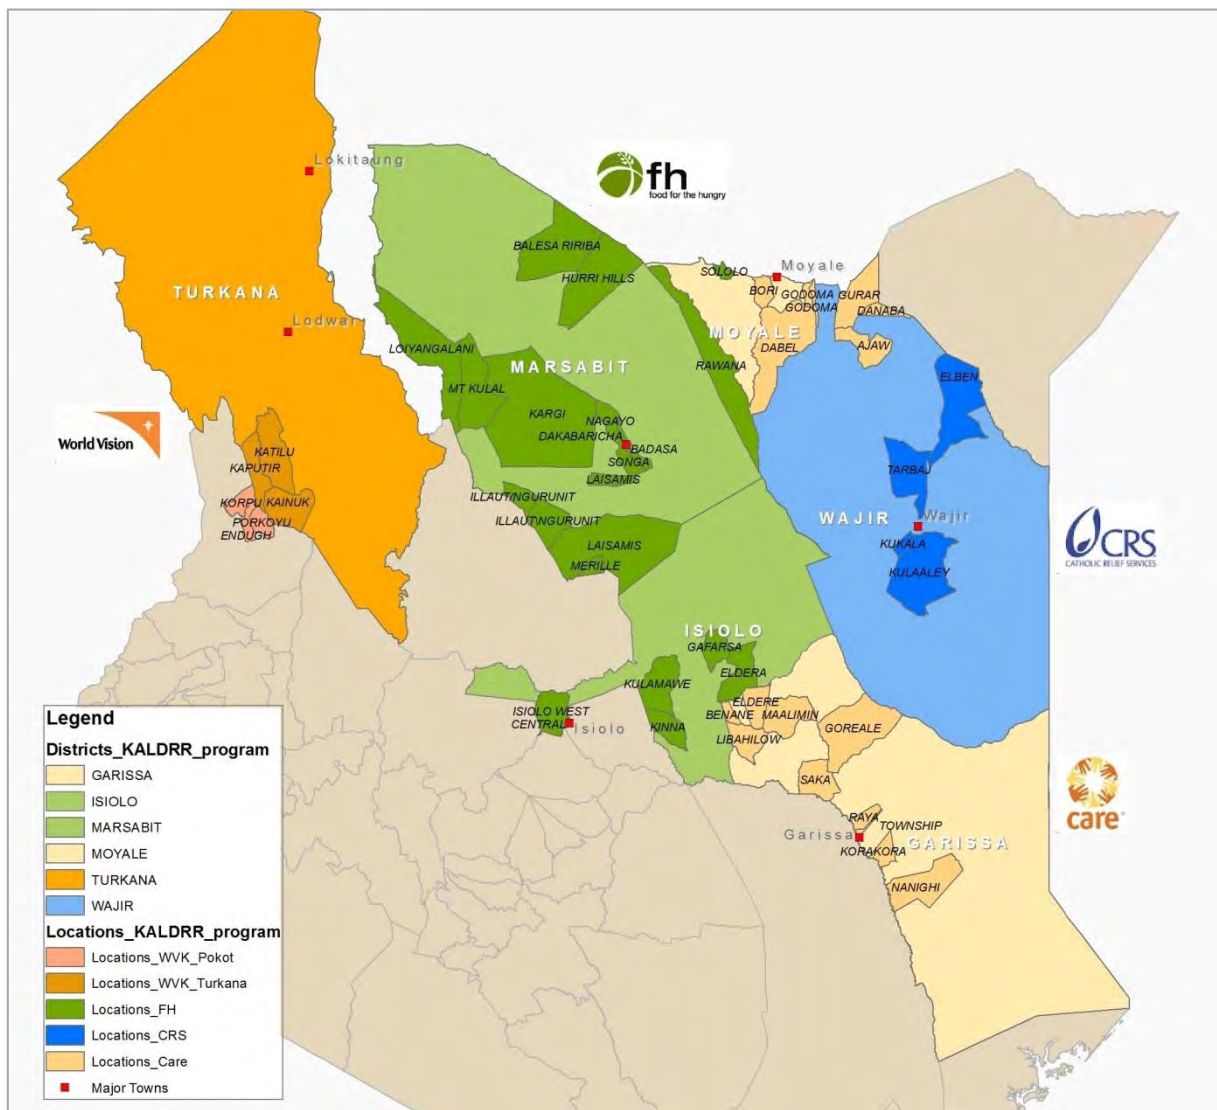 Lokitaung
TURKANA
Lodwar
World Vision
KATILU
KAPUTIR
KORPU
KAINUK
PORKOYU
ENDUGH
fh
food for the hungry
BALESA RIRIBA
HURRI HILLS
LOIYANGALANI
MARSABIT
MT KULAL
KARGI
NAGAYO
DAKABARICHA
BADASA
SONGA
LAISAMIS
ILLAUT/NGURUNIT
ILLAUT/NGURUNIT
LAISAMIS
MERILLE
RAWANA
SOLOLO
Moyale
BORI
GODOMA
GODOMA
GURAR
DANABA
MOYALE
DABEL
AJAW
ELBEN
TARBAJ
WAJIR
Wajir
KUKALA
KULAALEY
CRS
CATHOLIC RELIEF SERVICES
ISIOLO
GAFARSA
ELDERA
KULAMAWE
KINNA
ISIOLO WEST
CENTRAL
Isiolo
ELDERE
BENANE
MAALIMIN
LIBAHILOW
GOREALE
SAKA
RAYA
TOWNSHIP
Garissa
KORAKORA
GARISSA
NANIGHI
care®
Legend
Districts_KALDRR_program
GARISSA
ISIOLO
MARSABIT
MOYALE
TURKANA
WAJIR
Locations_KALDRR_program
Locations_WVK_Pokot
Locations_WVK_Turkana
Locations_FH
Locations_CRS
Locations_Care
Major Towns